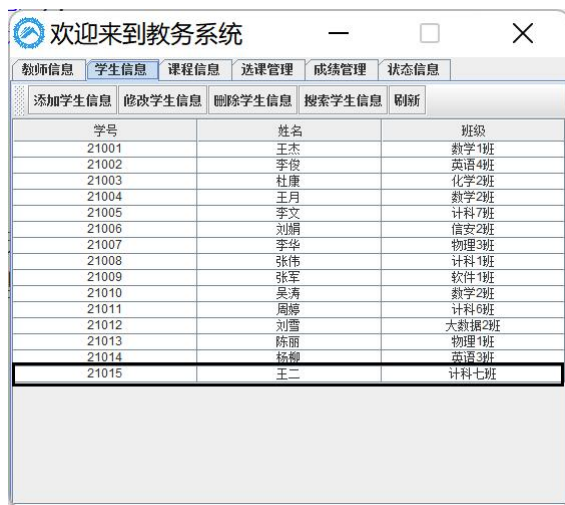 欢迎来到教务系统
教师信息 学生信息 课程信息 选课管理 成绩管理 状态信息
添加学生信息 修改学生信息 删除学生信息 搜索学生信息 刷新
学号 姓名 班级
21001 王杰 数学1班
21002 李俊 英语4班
21003 杜康 化学2班
21004 王月 数学2班
21005 李文 计科7班
21006 刘娟 信安2班
21007 李华 物理3班
21008 张伟 计科1班
21009 张军 软件1班
21010 吴涛 数学2班
21011 周婷 计科6班
21012 刘雪 大数据2班
21013 陈丽 物理1班
21014 杨柳 英语3班
21015 王二 计科七班